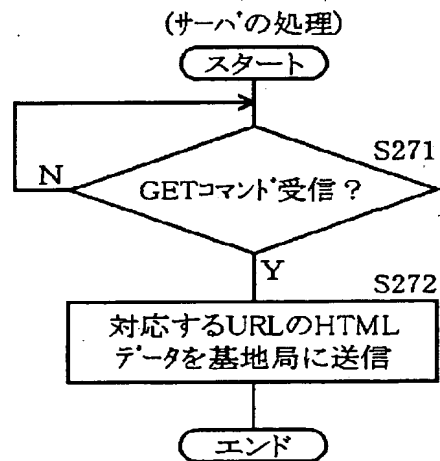 (サーバの処理)
スタート
S271
N
GETコマンド受信？
Y
S272
対応するURLのHTML
データを基地局に送信
エンド